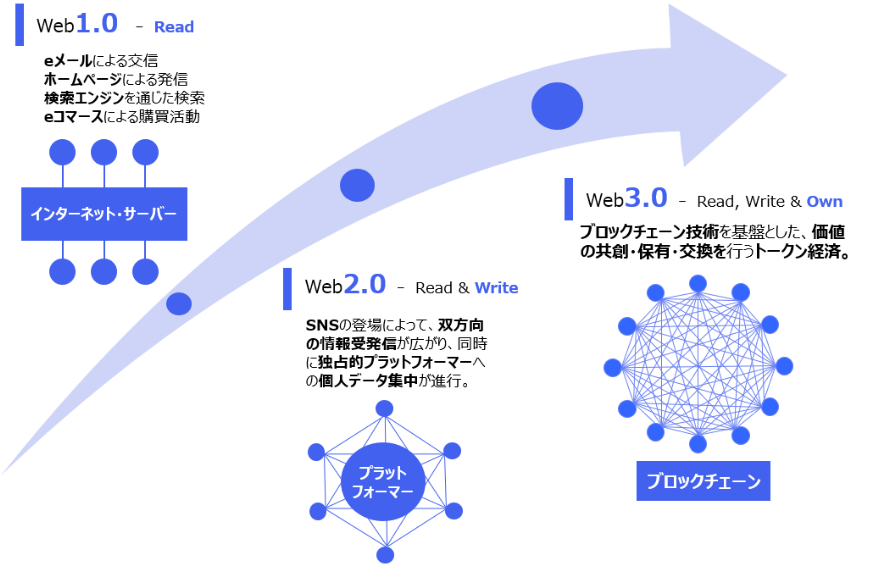 Web1.0 - Read
eメールによる交信
ホームページによる発信
検索エンジンを通じた検索
eコマースによる購買活動
インターネット・サーバー
Web2.0 - Read & Write
SNSの登場によって、双方向
の情報受発信が広がり、同時
に独占的プラットフォーマーへ
の個人データ集中が進行。
プラット
フォーマー
Web3.0 - Read, Write & Own
ブロックチェーン技術を基盤とした、価値
の共創・保有・交換を行うトークン経済。
ブロックチェーン